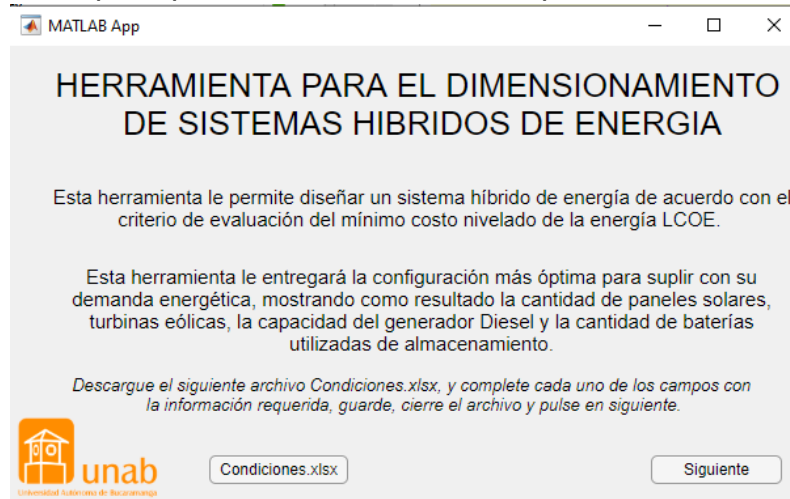 MATLAB App
HERRAMIENTA PARA EL DIMENSIONAMIENTO
DE SISTEMAS HIBRIDOS DE ENERGIA
Esta herramienta le permite diseñar un sistema híbrido de energía de acuerdo con el
criterio de evaluación del mínimo costo nivelado de la energía LCOE.
Esta herramienta le entregará la configuración más óptima para suplir con su
demanda energética, mostrando como resultado la cantidad de paneles solares,
turbinas eólicas, la capacidad del generador Diesel y la cantidad de baterías
utilizadas de almacenamiento.
Descargue el siguiente archivo Condiciones.xlsx, y complete cada uno de los campos con
la información requerida, guarde, cierre el archivo y pulse en siguiente.
unab
Universidad Autónoma de Bucaramanga
Condiciones.xlsx
Siguiente